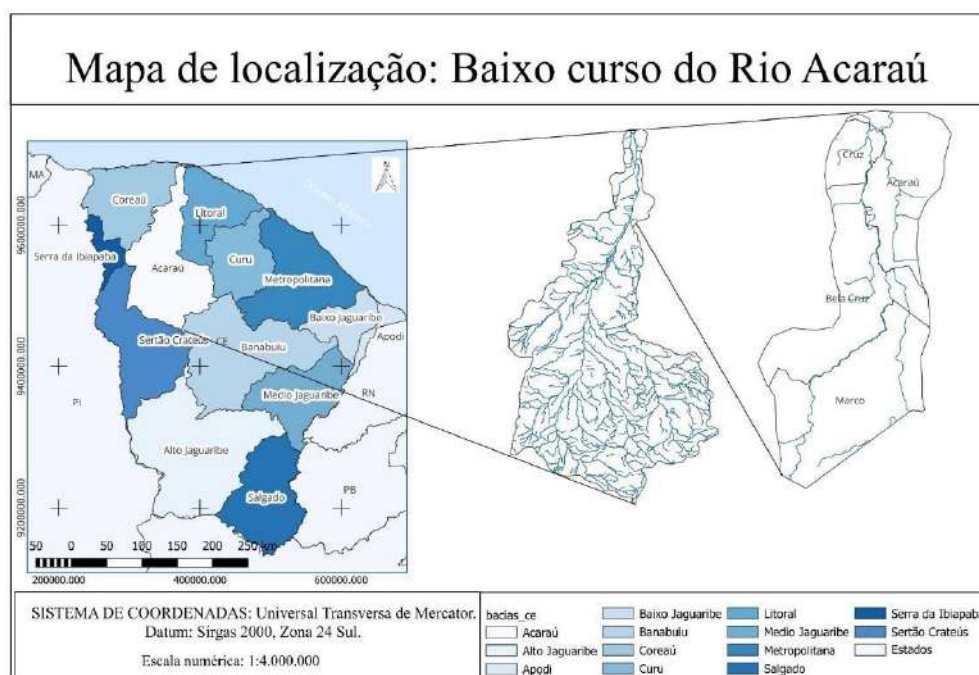 Mapa de localização: Baixo curso do Rio Acaraú
MA
Coreaú
Litoral
Serra da Ibiapaba
Acaraú
Curu
Metropolitana
Baixo Jaguaribe
Apodi
Sertão Crateús
CE
Banabuiu
PI
Medio Jaguaribe
RN
Alto Jaguaribe
Salgado
PB
9600000.000
9400000.000
9200000.000
50 0 50 100 150 200 250 km
200000.000 400000.000 600000.000
Cruz
Acaraú
Bela Cruz
Marco
SISTEMA DE COORDENADAS: Universal Transversa de Mercator.
Datum: Sirgas 2000, Zona 24 Sul.
Escala numérica: 1:4.000.000
bacias_ce
Acaraú
Alto Jaguaribe
Apodi
Baixo Jaguaribe
Banabuiu
Coreaú
Curu
Litoral
Medio Jaguaribe
Metropolitana
Salgado
Serra da Ibiapaba
Sertão Crateús
Estados